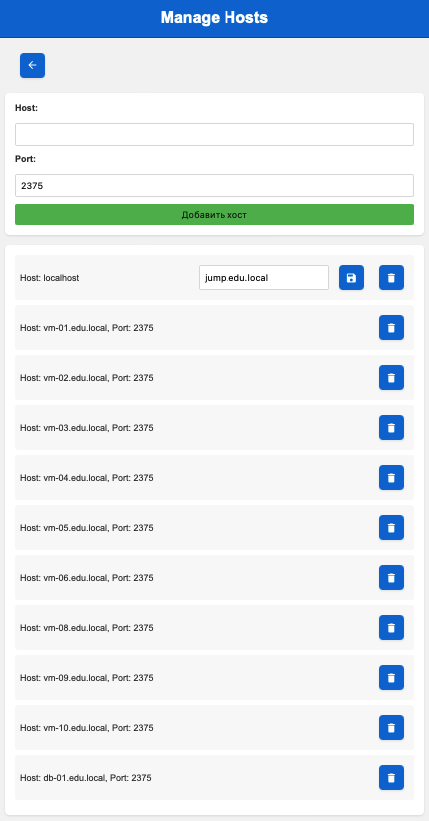 Manage Hosts
Host:
Port:
2375
Добавить хост
Host: localhost
jump.edu.local
Host: vm-01.edu.local, Port: 2375
Host: vm-02.edu.local, Port: 2375
Host: vm-03.edu.local, Port: 2375
Host: vm-04.edu.local, Port: 2375
Host: vm-05.edu.local, Port: 2375
Host: vm-06.edu.local, Port: 2375
Host: vm-08.edu.local, Port: 2375
Host: vm-09.edu.local, Port: 2375
Host: vm-10.edu.local, Port: 2375
Host: db-01.edu.local, Port: 2375